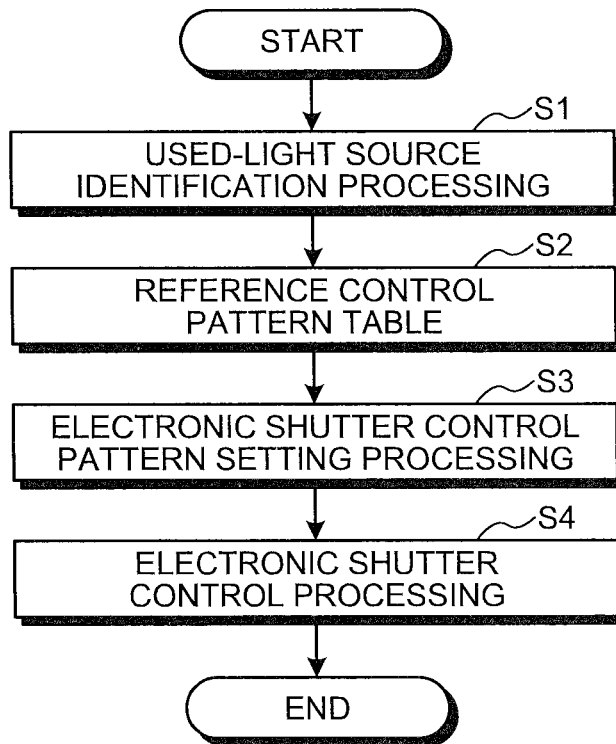 START
S1
USED-LIGHT SOURCE
IDENTIFICATION PROCESSING
S2
REFERENCE CONTROL
PATTERN TABLE
S3
ELECTRONIC SHUTTER CONTROL
PATTERN SETTING PROCESSING
S4
ELECTRONIC SHUTTER
CONTROL PROCESSING
END